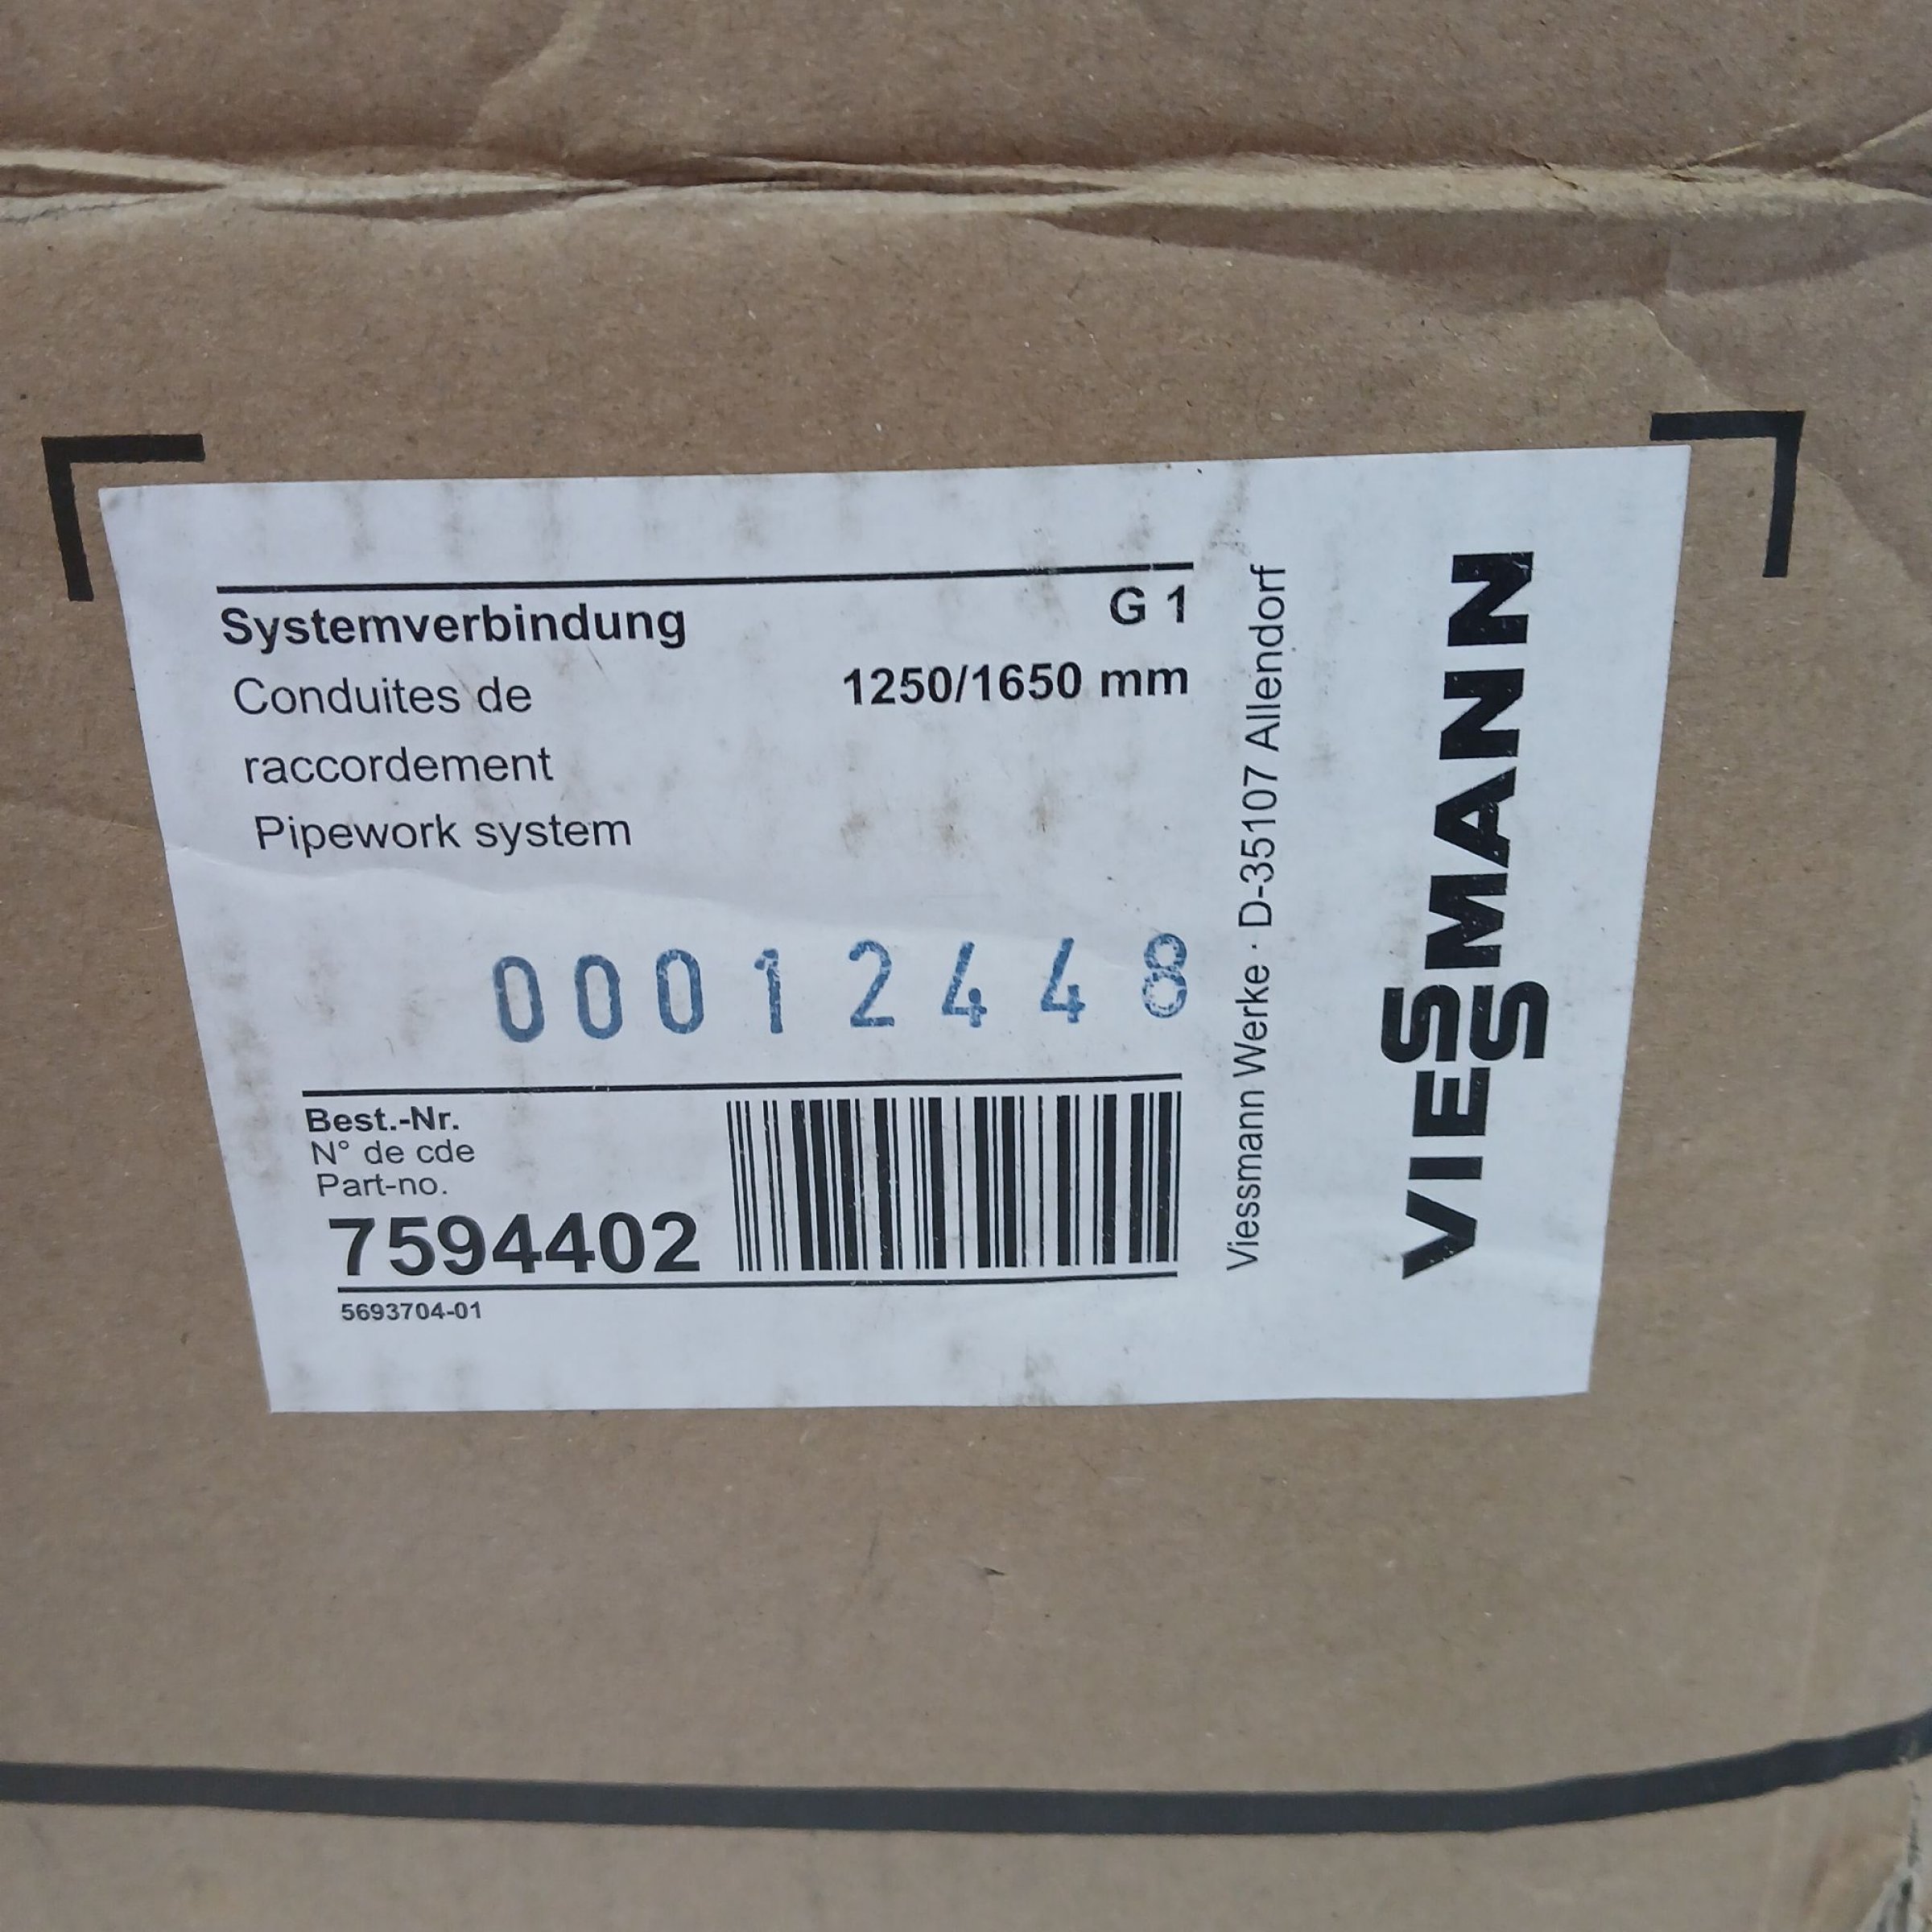 Systemverbindung G 1
Conduites de 1250/1650 mm
raccordement
Pipework system
00012448
Best.-Nr.
N° de cde
Part-no.
7594402
5693704-01
Viessmann Werke · D-35107 Allendorf
VIESSMANN